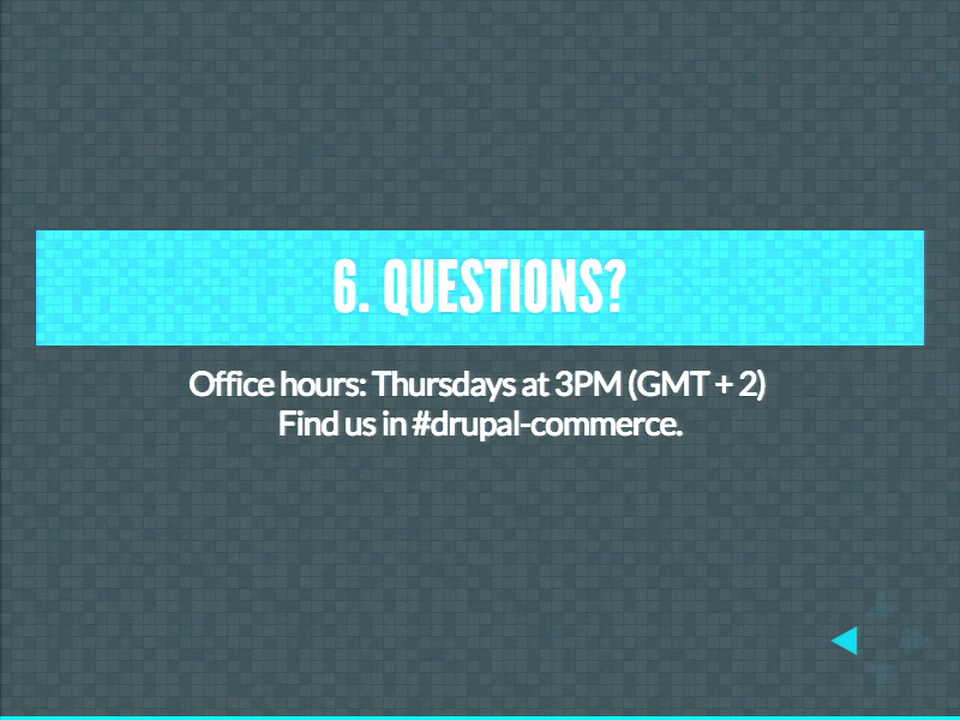 6. QUESTIONS?
Office hours: Thursdays at 3PM (GMT + 2)
Find us in #drupal-commerce.